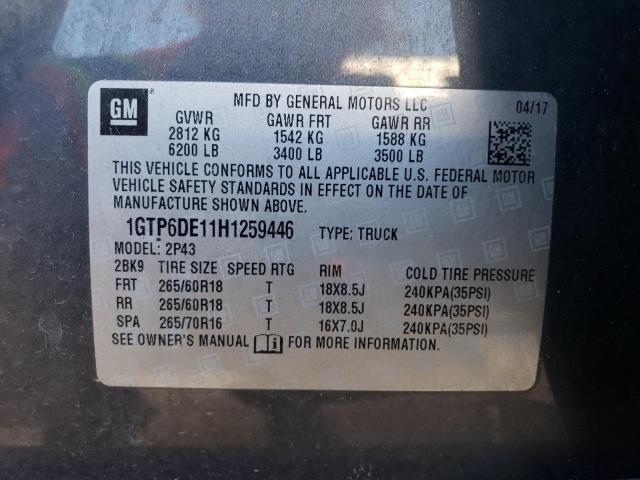 GM
MFD BY GENERAL MOTORS LLC 04/17
GVWR GAWR FRT GAWR RR
2812 KG 1542 KG 1588 KG
6200 LB 3400 LB 3500 LB
THIS VEHICLE CONFORMS TO ALL APPLICABLE U.S. FEDERAL MOTOR
VEHICLE SAFETY STANDARDS IN EFFECT ON THE DATE OF
MANUFACTURE SHOWN ABOVE.
1GTP6DE11H1259446 TYPE: TRUCK
MODEL: 2P43
2BK9 TIRE SIZE SPEED RTG RIM COLD TIRE PRESSURE
FRT 265/60R18 T 18X8.5J 240KPA(35PSI)
RR 265/60R18 T 18X8.5J 240KPA(35PSI)
SPA 265/70R16 T 16X7.0J 240KPA(35PSI)
SEE OWNER'S MANUAL FOR MORE INFORMATION.